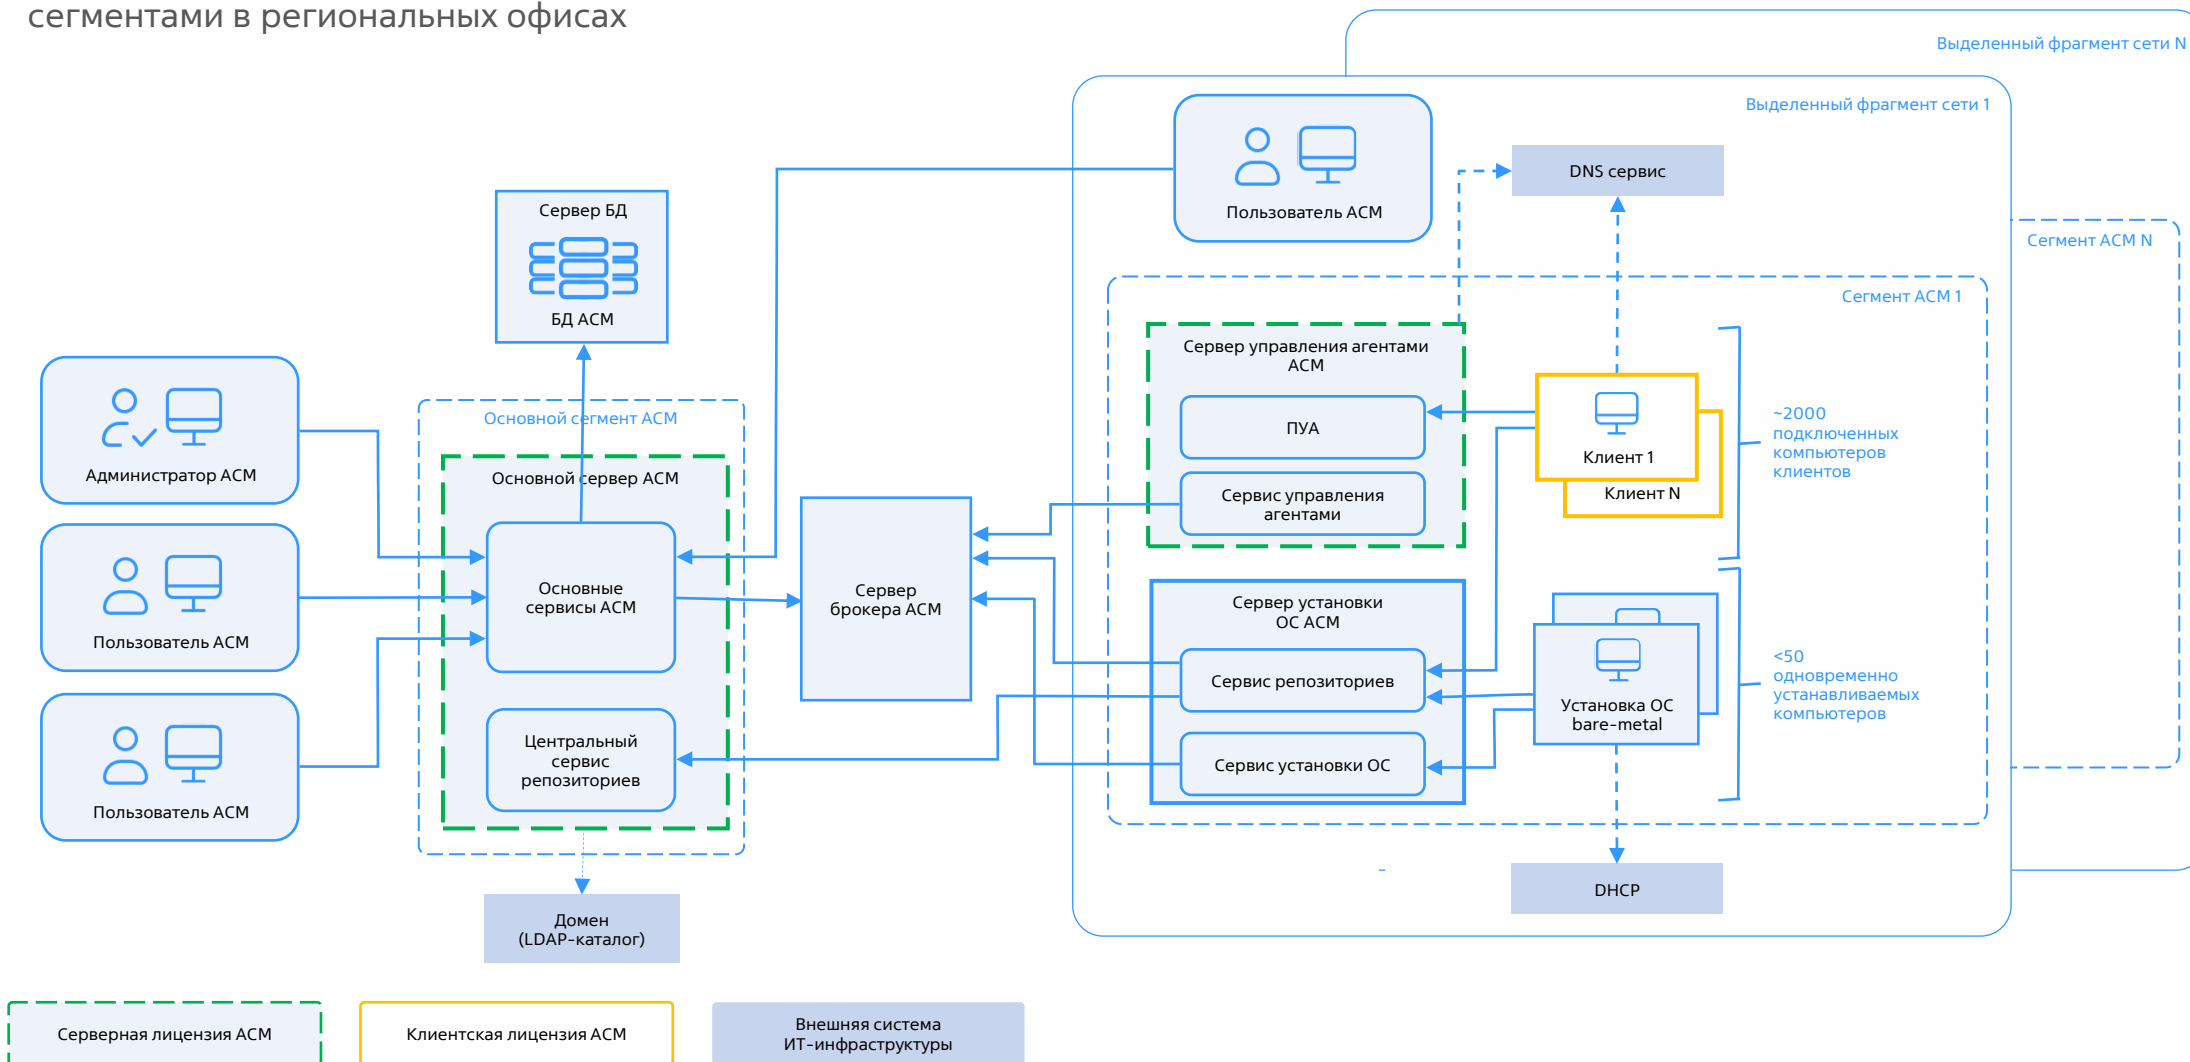 сегментами в региональных офисах
Выделенный фрагмент сети N
Выделенный фрагмент сети 1
Пользователь АСМ
DNS сервис
Сервер БД
БД АСМ
Сегмент АСМ N
Сегмент АСМ 1
Сервер управления агентами
АСМ
ПУА
Сервис управления
агентами
Клиент 1
Клиент N
~2000
подключенных
компьютеров
клиентов
Администратор АСМ
Пользователь АСМ
Пользователь АСМ
Основной сегмент АСМ
Основной сервер АСМ
Основные
сервисы АСМ
Центральный
сервис
репозиториев
Сервер
брокера АСМ
Сервер установки
ОС АСМ
Сервис репозиториев
Сервис установки ОС
Установка ОС
bare-metal
<50
одновременно
устанавливаемых
компьютеров
DHCP
Домен
(LDAP-каталог)
Серверная лицензия АСМ
Клиентская лицензия АСМ
Внешняя система
ИТ-инфраструктуры